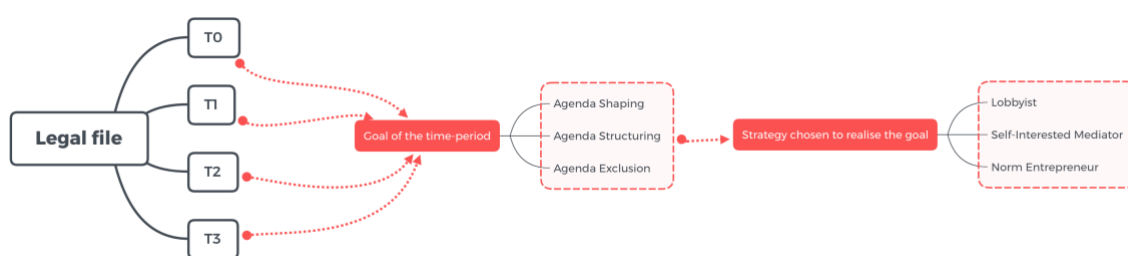 Legal file
T0
T1
T2
T3
Goal of the time-period
Agenda Shaping
Agenda Structuring
Agenda Exclusion
Strategy chosen to realise the goal
Lobbyist
Self-Interested Mediator
Norm Entrepreneur